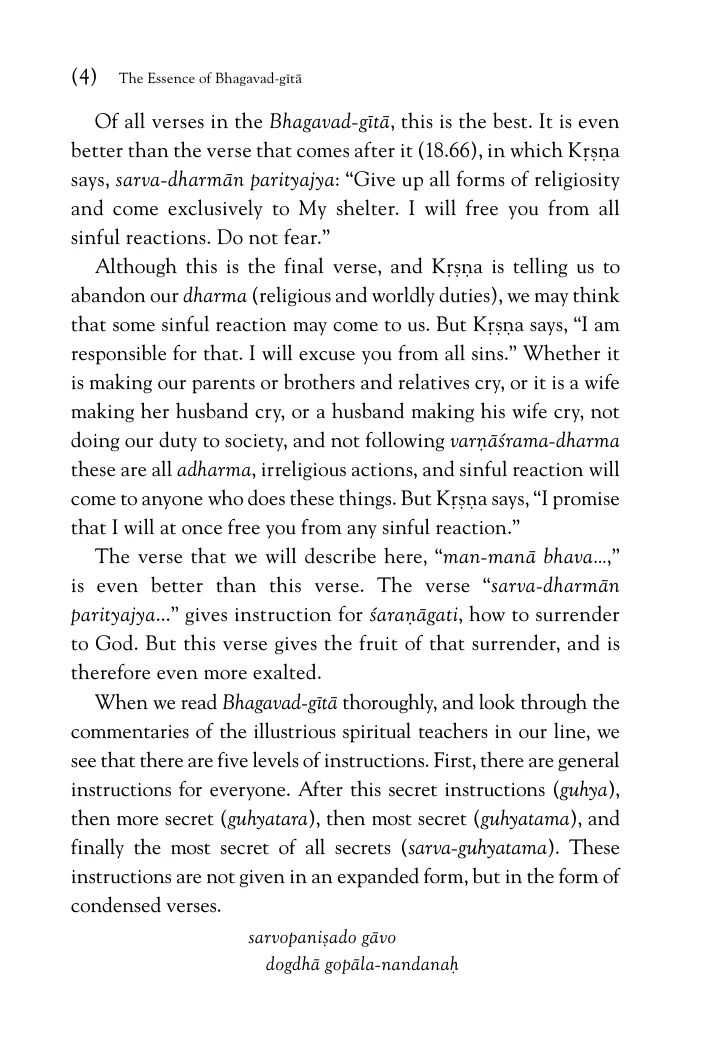 (4) The Essence of Bhagavad-gītā
Of all verses in the Bhagavad-gītā, this is the best. It is even
better than the verse that comes after it (18.66), in which Kṛṣṇa
says, sarva-dharmān parityajya: “Give up all forms of religiosity
and come exclusively to My shelter. I will free you from all
sinful reactions. Do not fear.”
Although this is the final verse, and Kṛṣṇa is telling us to
abandon our dharma (religious and worldly duties), we may think
that some sinful reaction may come to us. But Kṛṣṇa says, “I am
responsible for that. I will excuse you from all sins.” Whether it
is making our parents or brothers and relatives cry, or it is a wife
making her husband cry, or a husband making his wife cry, not
doing our duty to society, and not following varṇāśrama-dharma
these are all adharma, irreligious actions, and sinful reaction will
come to anyone who does these things. But Kṛṣṇa says, “I promise
that I will at once free you from any sinful reaction.”
The verse that we will describe here, “man-manā bhava...,”
is even better than this verse. The verse “sarva-dharmān
parityajya...” gives instruction for śaraṇāgati, how to surrender
to God. But this verse gives the fruit of that surrender, and is
therefore even more exalted.
When we read Bhagavad-gītā thoroughly, and look through the
commentaries of the illustrious spiritual teachers in our line, we
see that there are five levels of instructions. First, there are general
instructions for everyone. After this secret instructions (guhya),
then more secret (guhyatara), then most secret (guhyatama), and
finally the most secret of all secrets (sarva-guhyatama). These
instructions are not given in an expanded form, but in the form of
condensed verses.
sarvopaniṣado gāvo
dogdhā gopāla-nandanaḥ